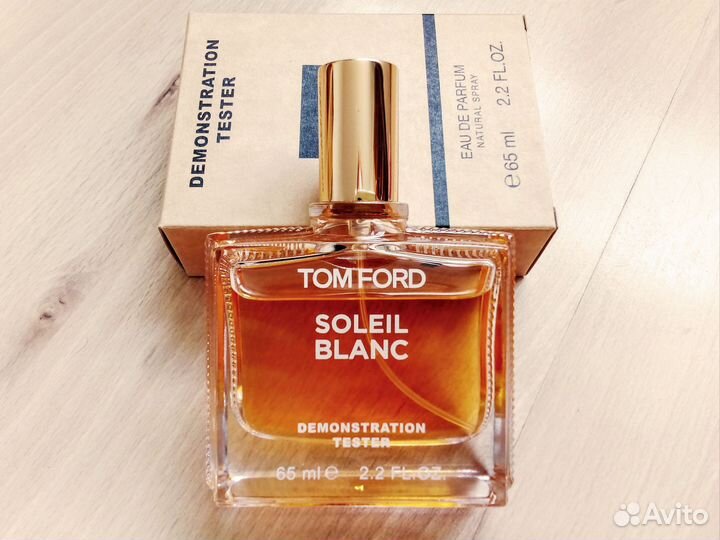 DEMONSTRATION
TESTER
EAU DE PARFUM
NATURAL SPRAY
e 65 ml 2.2 FL.OZ.
TOM FORD
SOLEIL
BLANC
DEMONSTRATION
TESTER
65 ml e 2.2 FL.OZ.
Avito